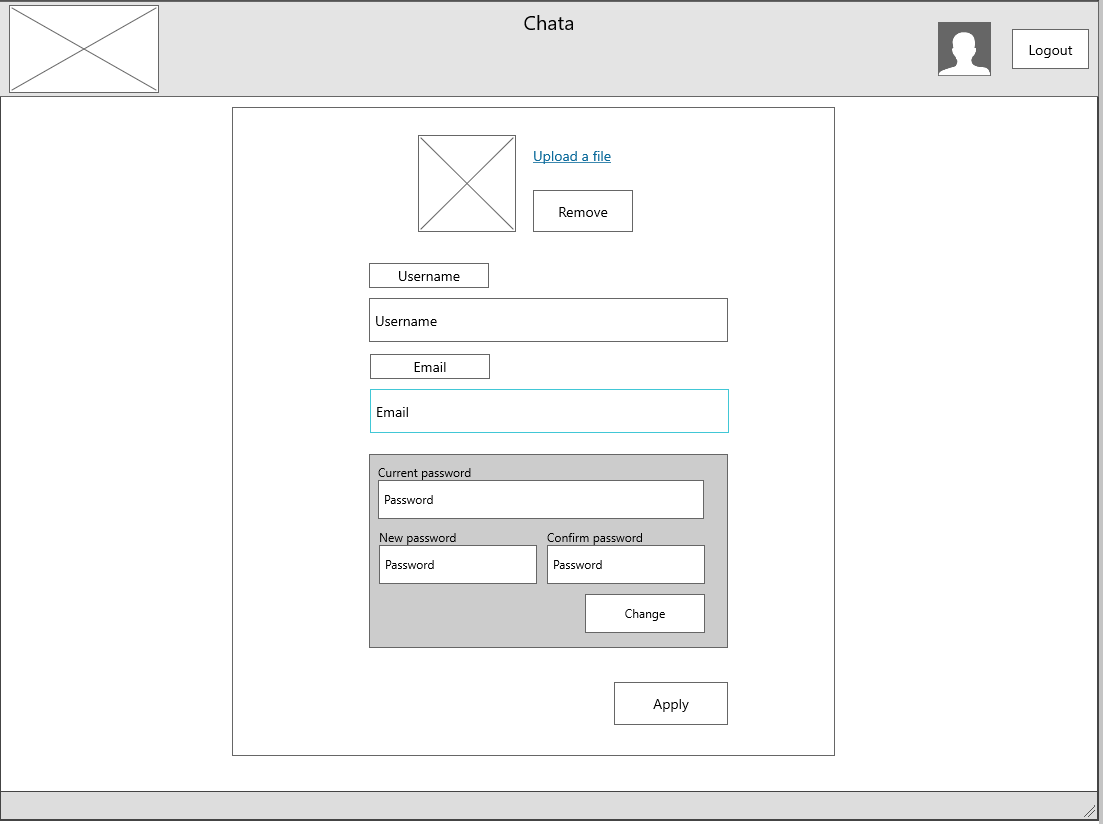 Chata
Logout
Upload a file
Remove
Username
Username
Email
Email
Current password
Password
New password
Confirm password
Password
Password
Change
Apply